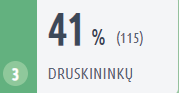 41 % (115)
3 DRUSKININKŲ